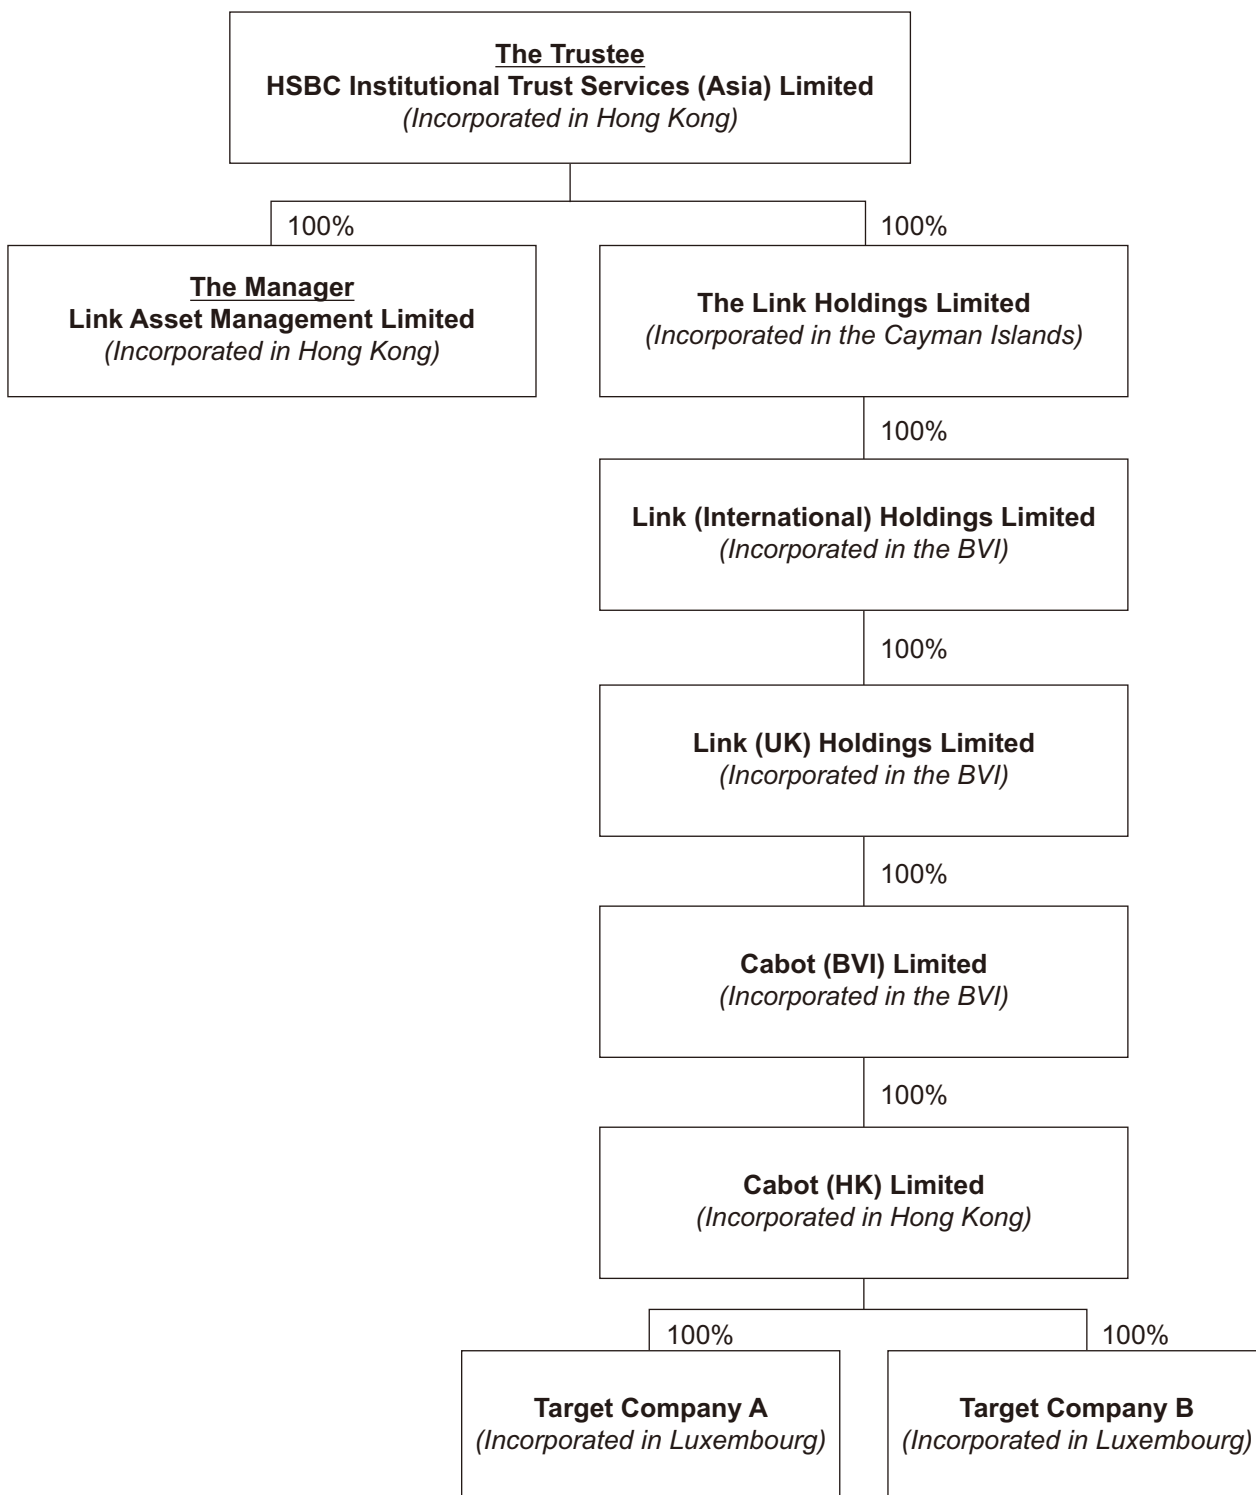 The Trustee
HSBC Institutional Trust Services (Asia) Limited
(Incorporated in Hong Kong)
100%
100%
The Manager
Link Asset Management Limited
(Incorporated in Hong Kong)
The Link Holdings Limited
(Incorporated in the Cayman Islands)
100%
Link (International) Holdings Limited
(Incorporated in the BVI)
100%
Link (UK) Holdings Limited
(Incorporated in the BVI)
100%
Cabot (BVI) Limited
(Incorporated in the BVI)
100%
Cabot (HK) Limited
(Incorporated in Hong Kong)
100%
100%
Target Company A
(Incorporated in Luxembourg)
Target Company B
(Incorporated in Luxembourg)